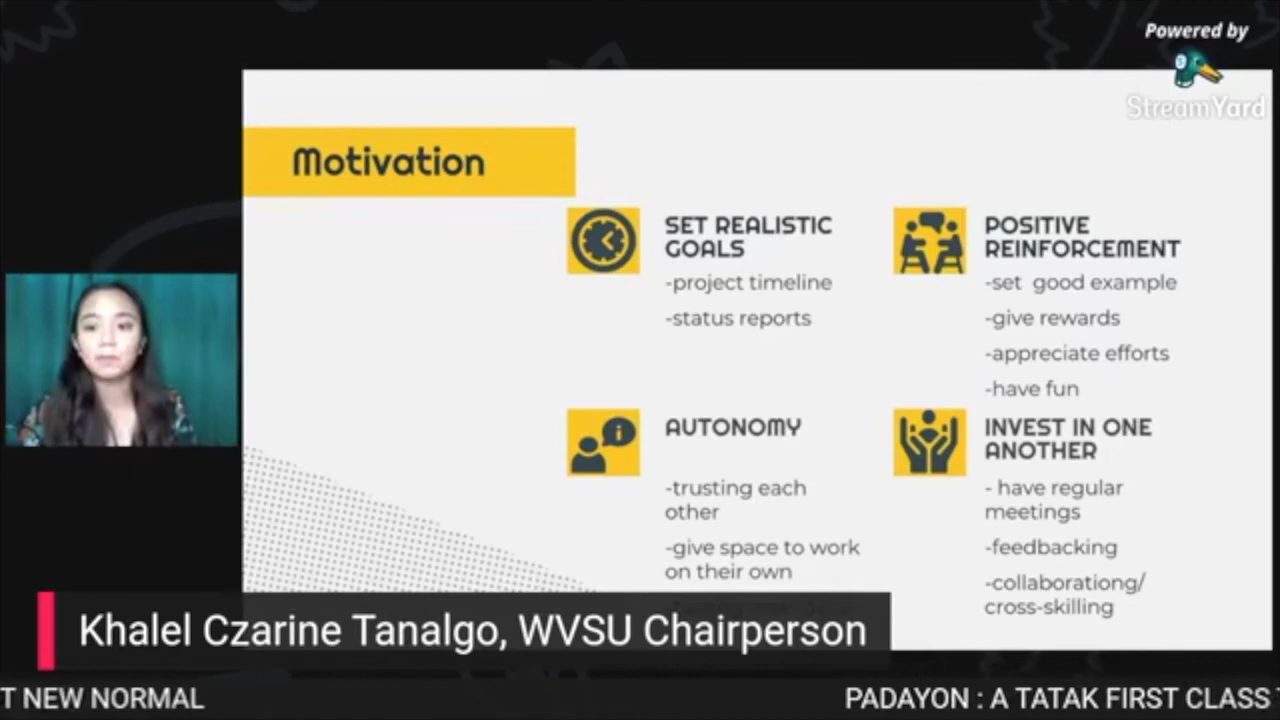 Powered by
StreamYard
Motivation
SET REALISTIC
GOALS
-project timeline
-status reports
POSITIVE
REINFORCEMENT
-set good example
-give rewards
-appreciate efforts
-have fun
AUTONOMY
-trusting each
other
-give space to work
on their own
INVEST IN ONE
ANOTHER
- have regular
meetings
-feedbacking
-collaborationg/
cross-skilling
Khalel Czarine Tanalgo, WVSU Chairperson
T NEW NORMAL
PADAYON : A TATAK FIRST CLASS